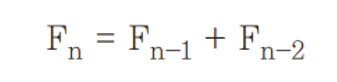 Fₙ = Fₙ₋₁ + Fₙ₋₂